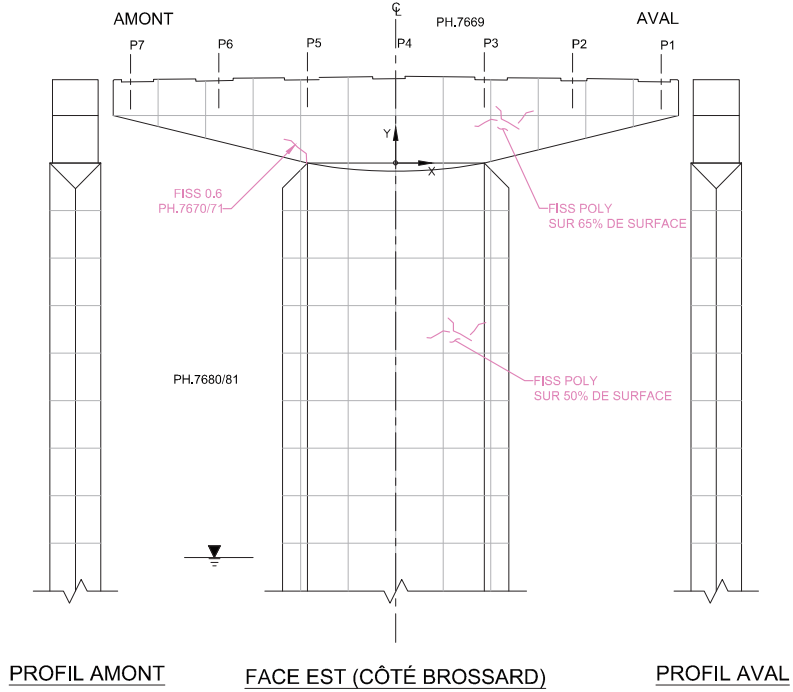 AMONT
℄
PH.7669
AVAL
P7
P6
P5
P4
P3
P2
P1
Y
X
FISS 0.6
PH.7670/71
FISS POLY
SUR 65% DE SURFACE
PH.7680/81
FISS POLY
SUR 50% DE SURFACE
PROFIL AMONT
FACE EST (CÔTÉ BROSSARD)
PROFIL AVAL